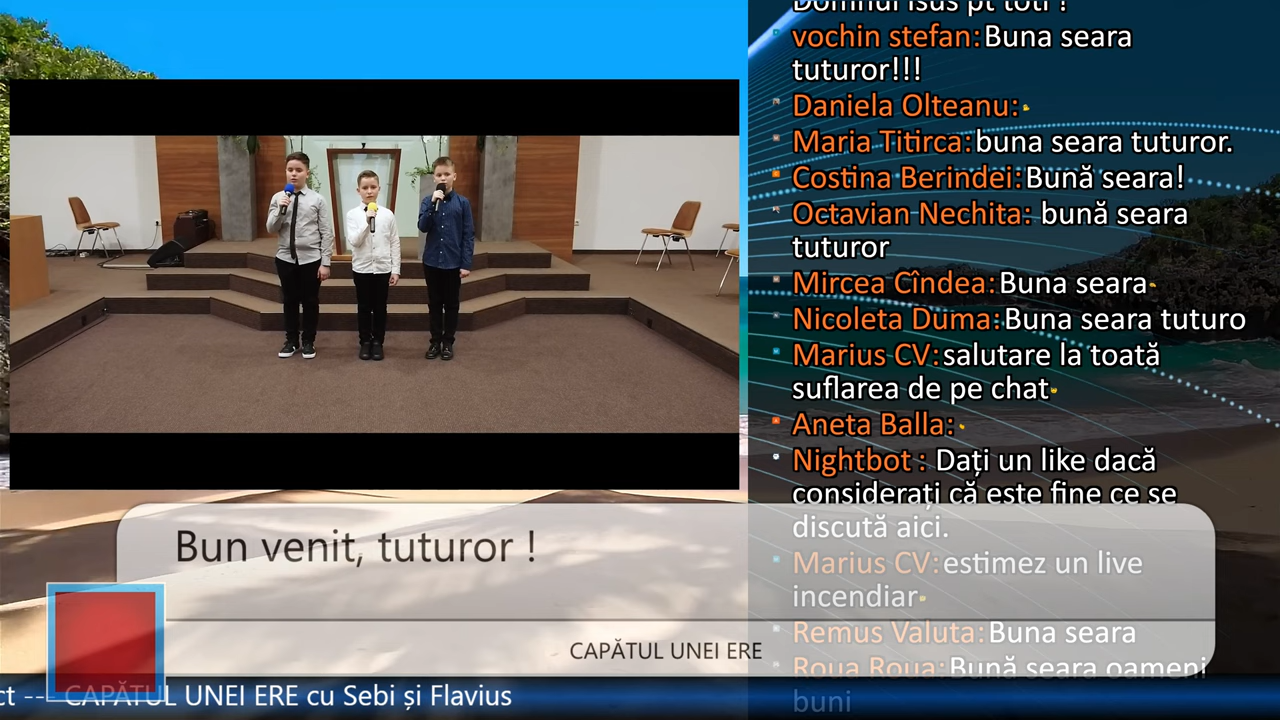 Domnul Isus pt toti !
vochin stefan: Buna seara
tuturor!!!
Daniela Olteanu:
Maria Titirca: buna seara tuturor.
Costina Berindei: Bună seara!
Octavian Nechita: bună seara
tuturor
Mircea Cîndea: Buna seara
Nicoleta Duma: Buna seara tuturo
Marius CV: salutare la toată
suflarea de pe chat
Aneta Balla:
Nightbot : Dați un like dacă
considerați că este fine ce se
discută aici.
Marius CV: estimez un live
incendiar
Remus Valuta: Buna seara
Roua Roua: Bună seara oameni
buni
Bun venit, tuturor !
CAPĂTUL UNEI ERE
ct --- CAPĂTUL UNEI ERE cu Sebi și Flavius